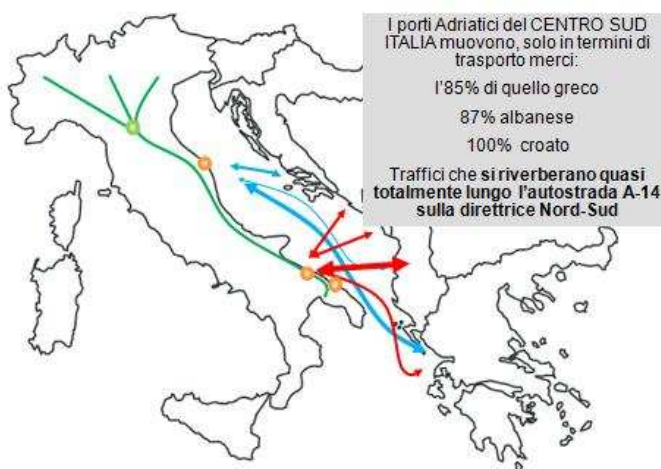 I porti Adriatici del CENTRO SUD
ITALIA muovono, solo in termini di
trasporto merci:
l'85% di quello greco
87% albanese
100% croato
Traffici che si riverberano quasi
totalmente lungo l'autostrada A-14
sulla direttrice Nord-Sud